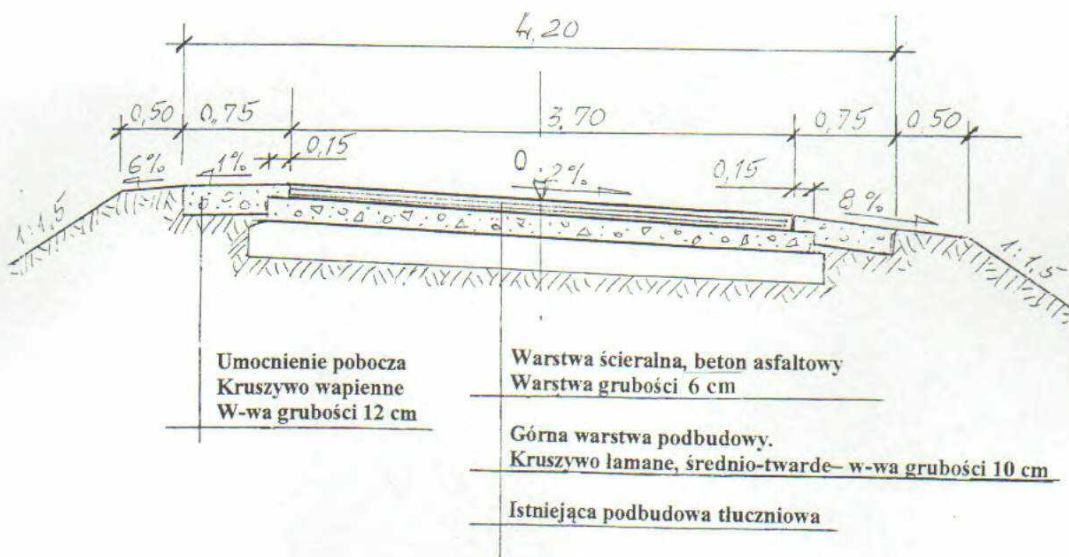 4,20
0,50 0,75 3.70 0,75 0,50
0,15 0,15
6% 1% 0 2% 8%
1:1,5 1:1,5
Umocnienie pobocza
Kruszywo wapienne
W-wa grubości 12 cm
Warstwa ścieralna, beton asfaltowy
Warstwa grubości 6 cm
Górna warstwa podbudowy.
Kruszywo łamane, średnio-twarde– w-wa grubości 10 cm
Istniejąca podbudowa tłuczniowa